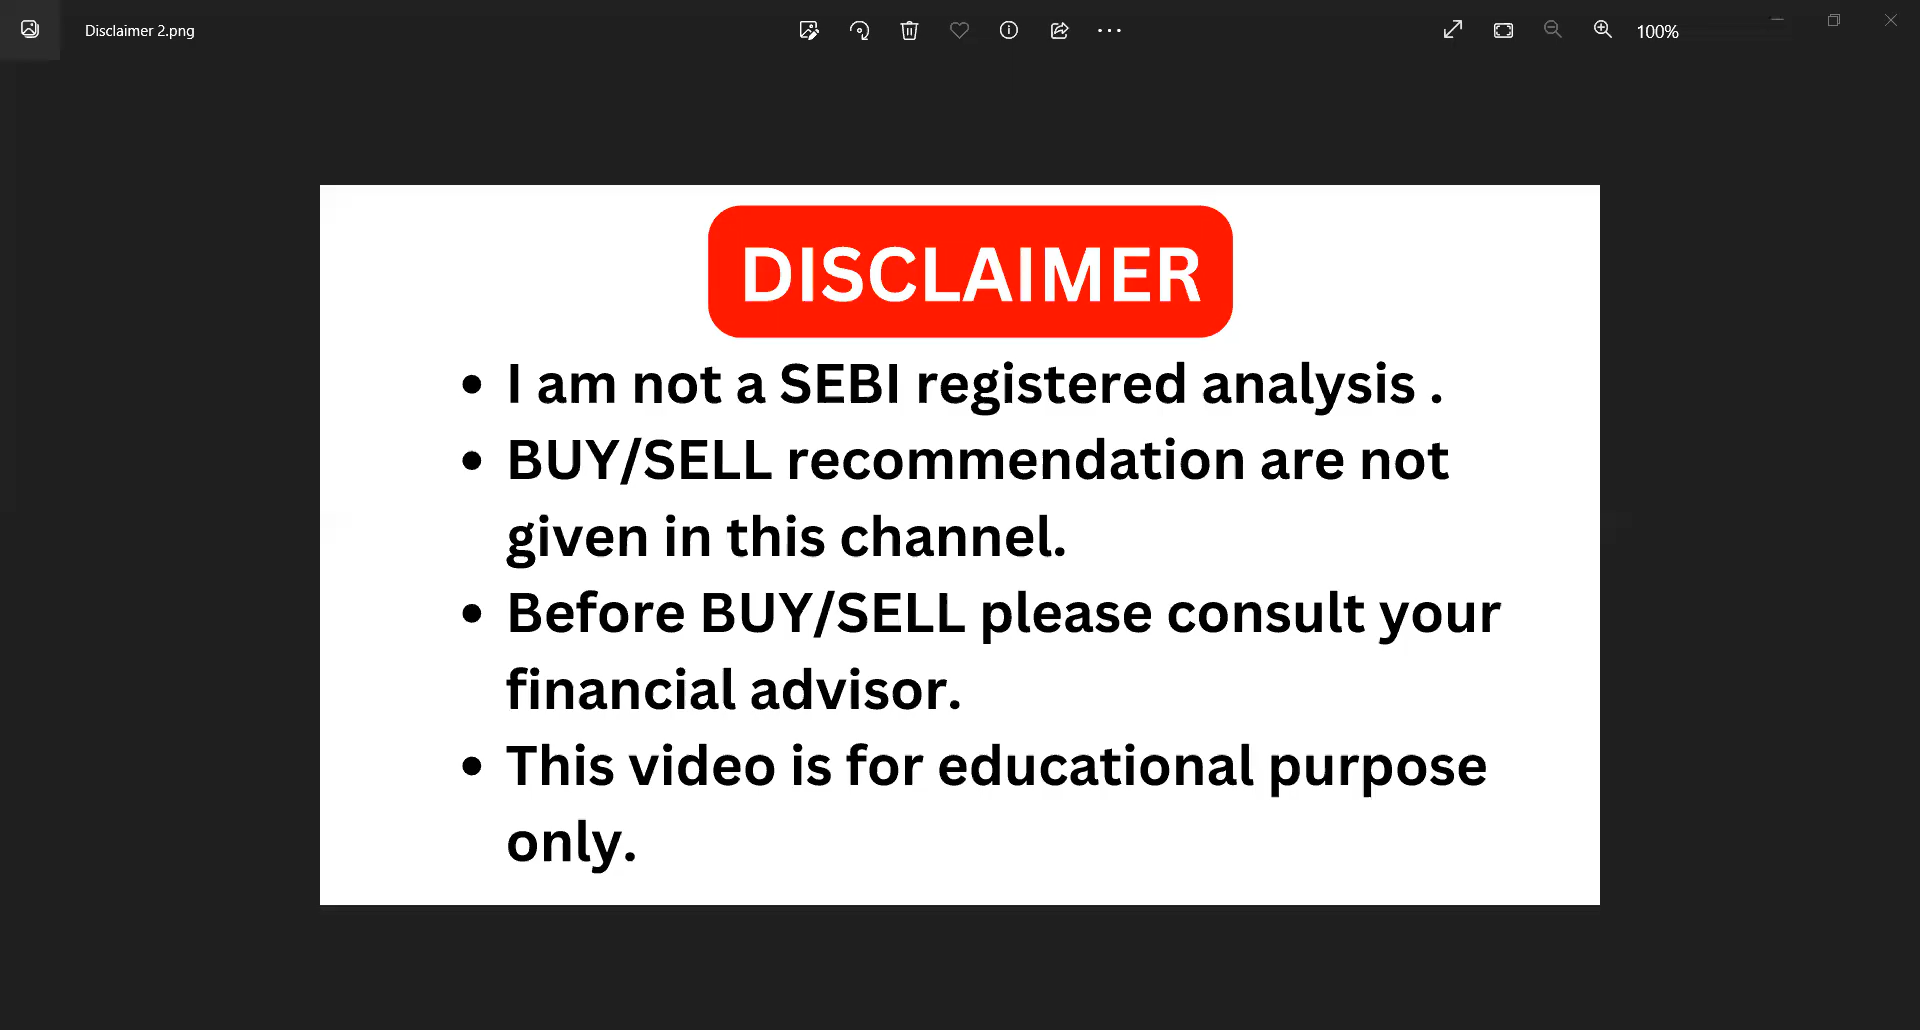 Disclaimer 2.png
100%
DISCLAIMER
• I am not a SEBI registered analysis .
• BUY/SELL recommendation are not
given in this channel.
• Before BUY/SELL please consult your
financial advisor.
• This video is for educational purpose
only.